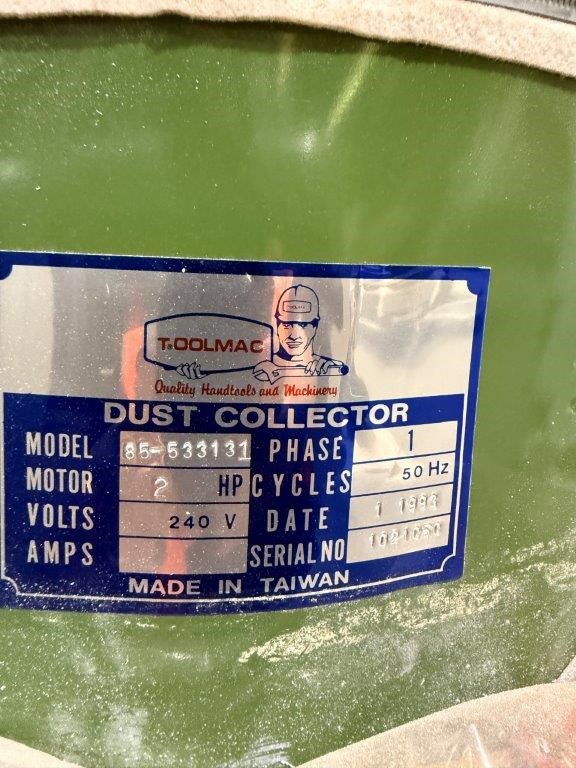 TOOLMAC
Quality Handtools and Machinery
DUST COLLECTOR
MODEL 85-533131 PHASE 1
MOTOR 2 HP CYCLES 50 Hz
VOLTS 240 V DATE 1
AMPS SERIAL NO
MADE IN TAIWAN